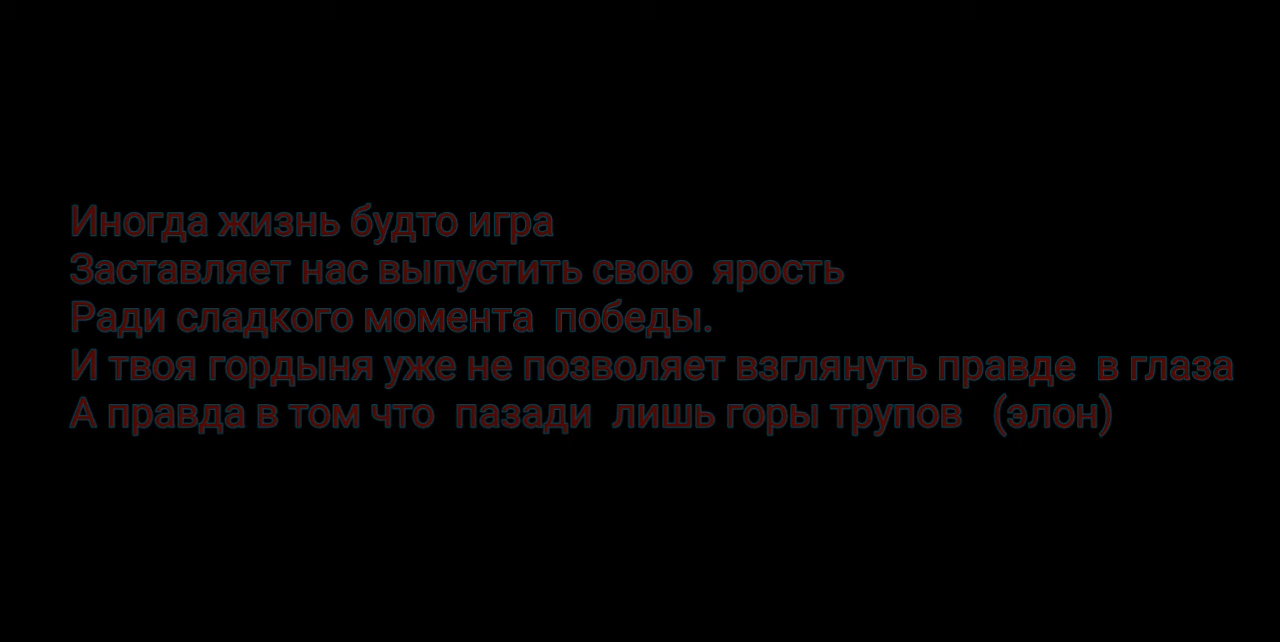 Иногда жизнь будто игра
Заставляет нас выпустить свою ярость
Ради сладкого момента победы.
И твоя гордыня уже не позволяет взглянуть правде в глаза
А правда в том что пазади лишь горы трупов (элон)